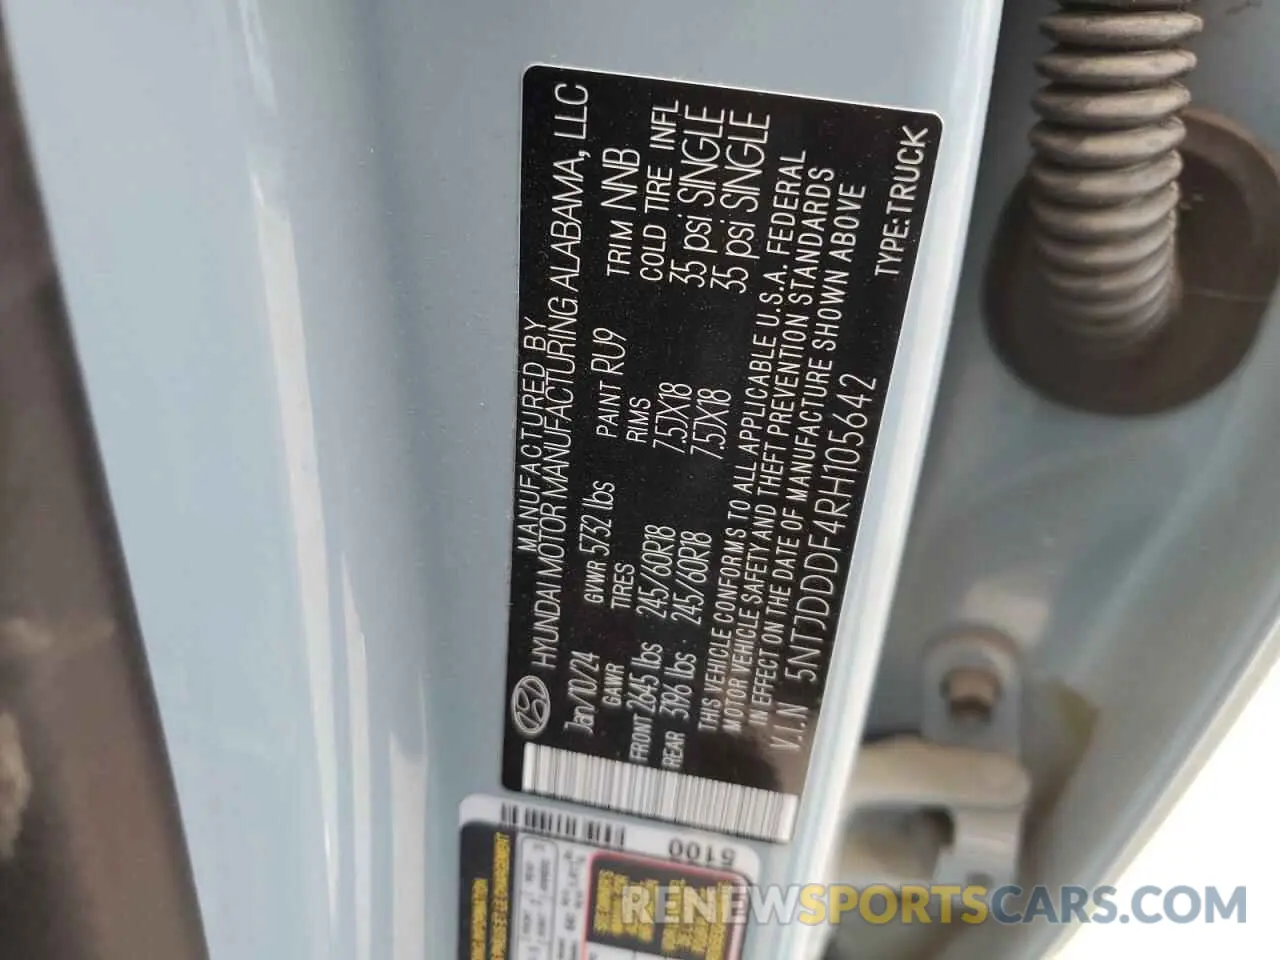 MANUFACTURED BY
HYUNDAI MOTOR MANUFACTURING ALABAMA, LLC
Jan/10/24 GVWR 5732 lbs PAINT RU9 TRIM NNB
GAWR TIRES RIMS COLD TIRE INFL
FRONT 2645 lbs 245/60R18 7.5JX18 35 psi SINGLE
REAR 3196 lbs 245/60R18 7.5JX18 35 psi SINGLE
THIS VEHICLE CONFORMS TO ALL APPLICABLE U.S.A. FEDERAL
MOTOR VEHICLE SAFETY AND THEFT PREVENTION STANDARDS
IN EFFECT ON THE DATE OF MANUFACTURE SHOWN ABOVE
V.I.N 5NTJDDDF4RH105642 TYPE:TRUCK
5100
RENEWSPORTSCARS.COM